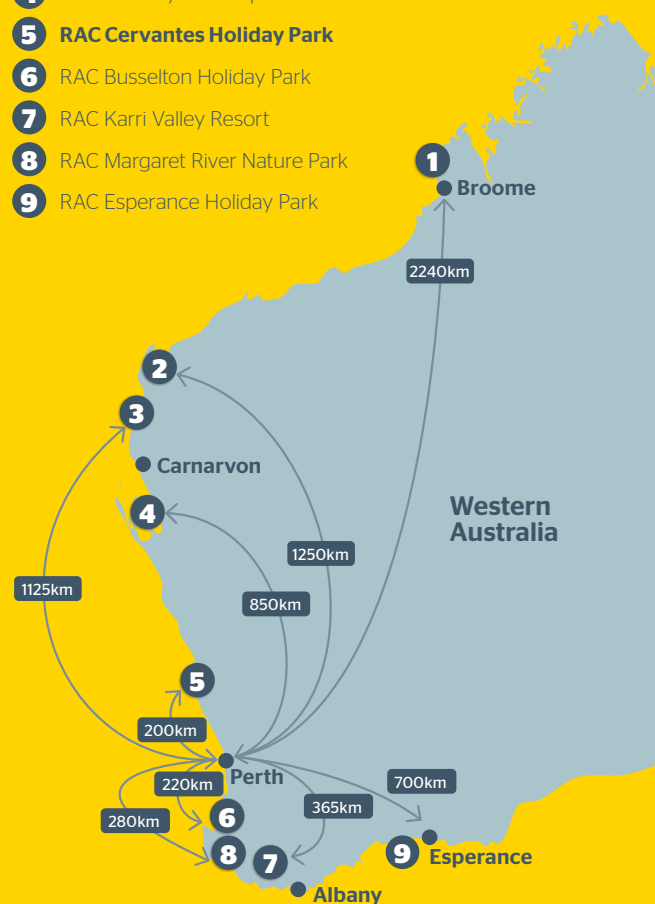 5 RAC Cervantes Holiday Park
6 RAC Busselton Holiday Park
7 RAC Karri Valley Resort
8 RAC Margaret River Nature Park
9 RAC Esperance Holiday Park
1
Broome
2240km
2
3
Carnarvon
4
Western
Australia
1250km
1125km
850km
5
200km
Perth
220km
700km
365km
280km
6
8
7
9
Esperance
Albany